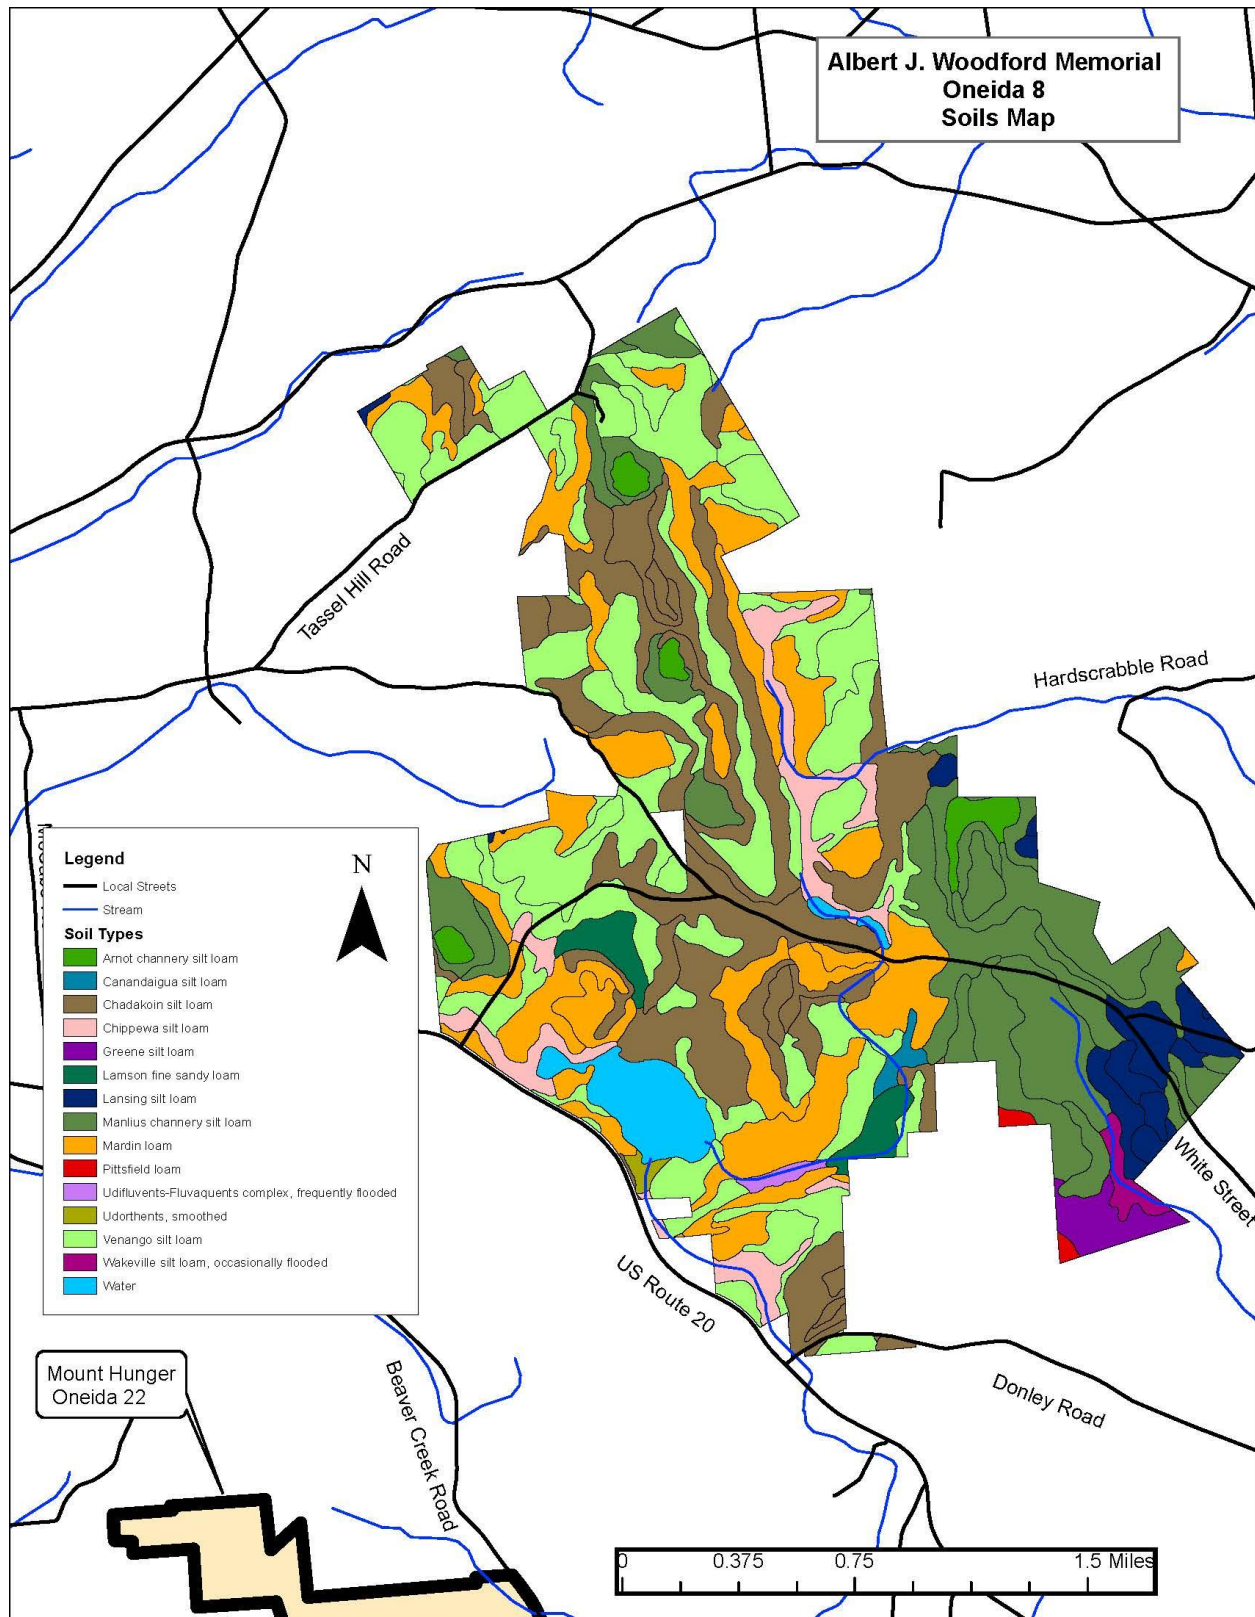 Albert J. Woodford Memorial
Oneida 8
Soils Map
Tassel Hill Road
Hardscrabble Road
Legend
N
Local Streets
Stream
Soil Types
Arnot channery silt loam
Canandaigua silt loam
Chadakoin silt loam
Chippewa silt loam
Greene silt loam
Lamson fine sandy loam
Lansing silt loam
Manlius channery silt loam
Mardin loam
Pittsfield loam
Udifluvents-Fluvaquents complex, frequently flooded
Udorthents, smoothed
Venango silt loam
Wakeville silt loam, occasionally flooded
Water
White Street
US Route 20
Mount Hunger
Oneida 22
Beaver Creek Road
Donley Road
0 0.375 0.75 1.5 Miles